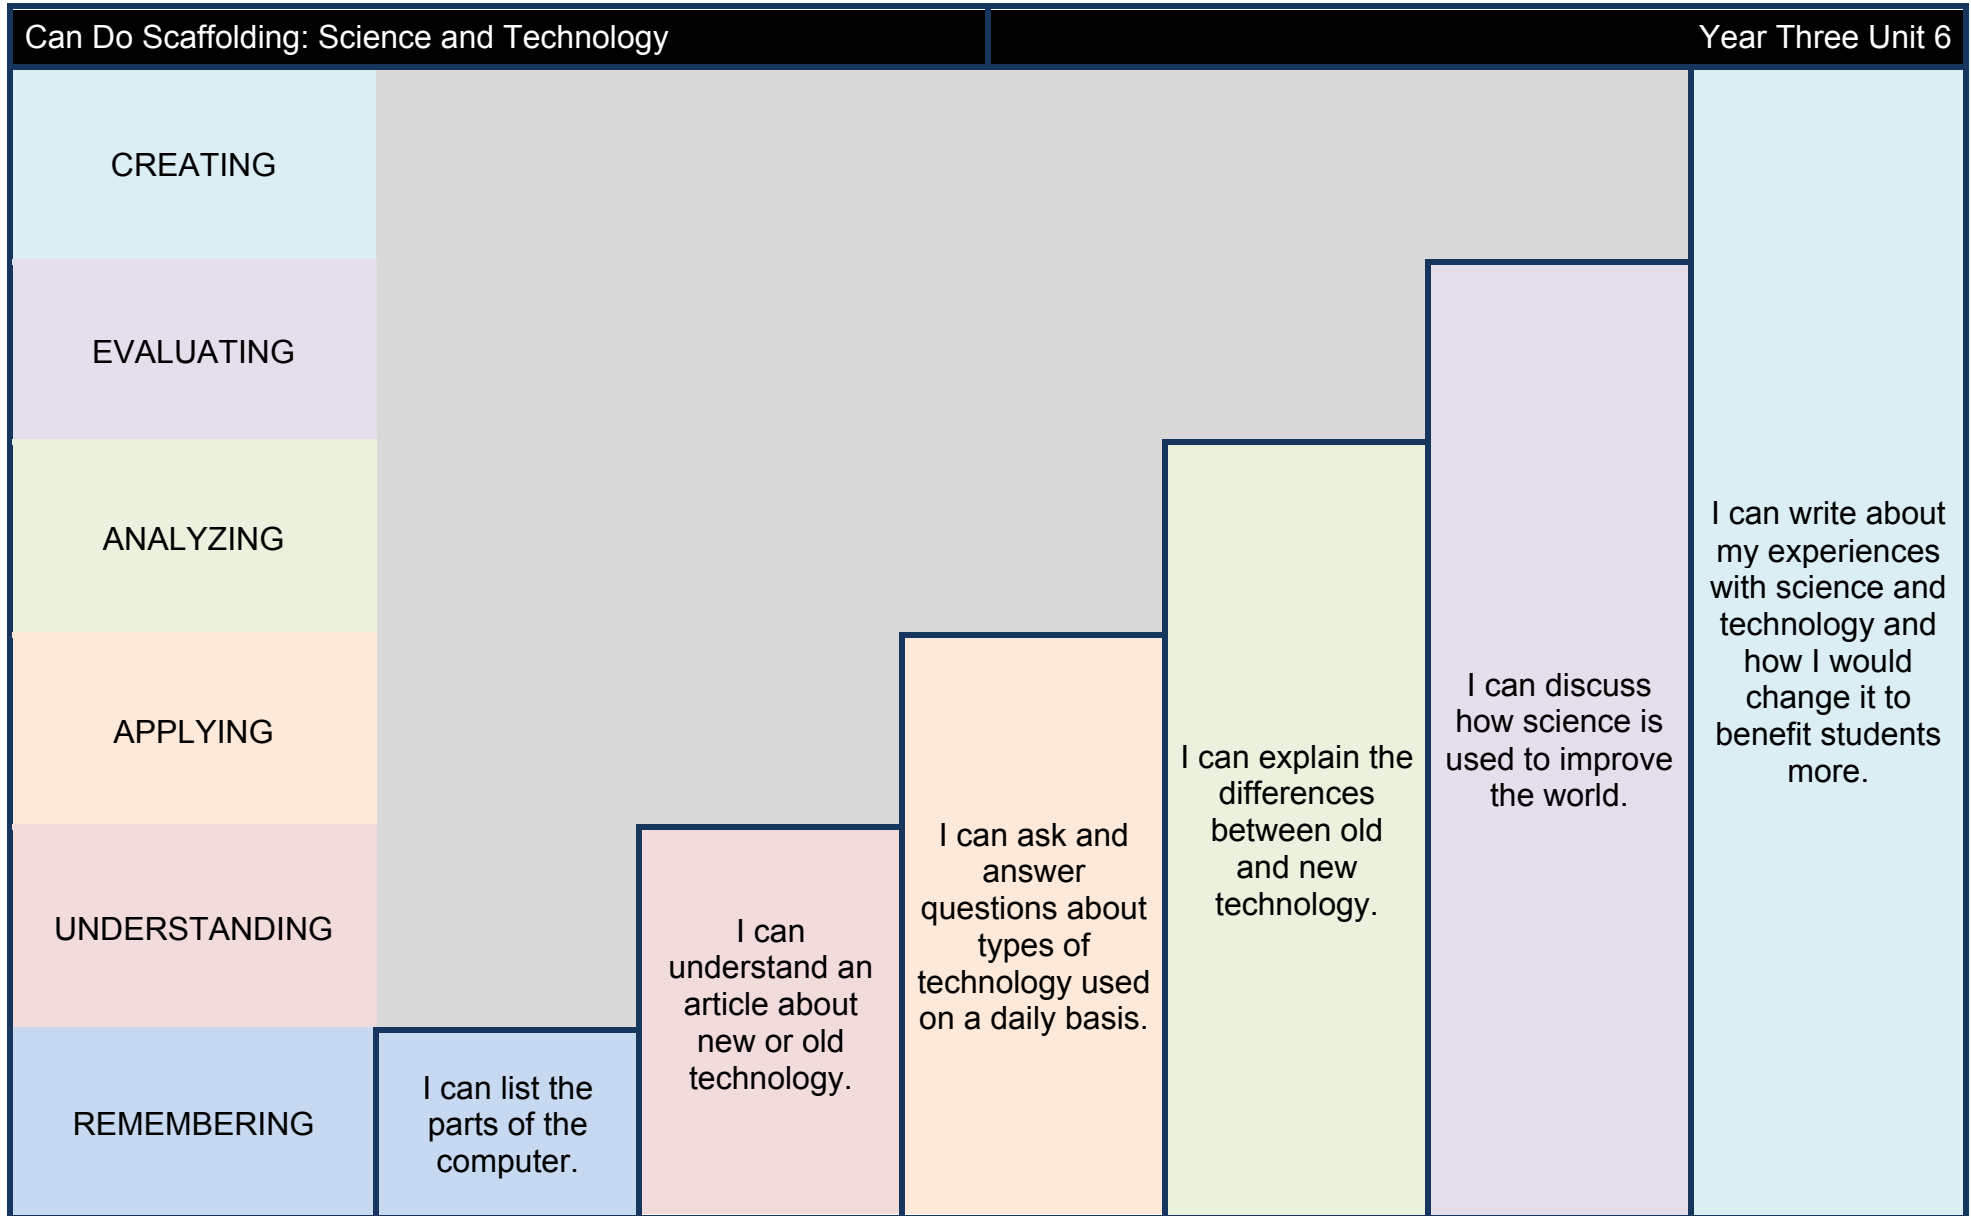 Can Do Scaffolding: Science and Technology
Year Three Unit 6
CREATING
EVALUATING
ANALYZING
APPLYING
UNDERSTANDING
REMEMBERING
I can list the
parts of the
computer.
I can
understand an
article about
new or old
technology.
I can ask and
answer
questions about
types of
technology used
on a daily basis.
I can explain the
differences
between old
and new
technology.
I can discuss
how science is
used to improve
the world.
I can write about
my experiences
with science and
technology and
how I would
change it to
benefit students
more.